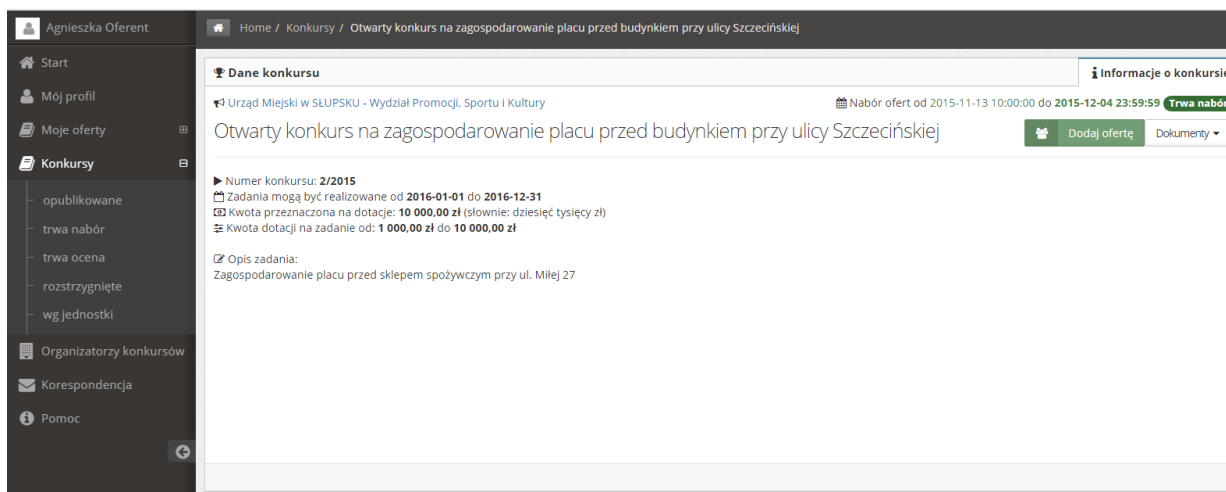 Agnieszka Oferent
Home / Konkursy / Otwarty konkurs na zagospodarowanie placu przed budynkiem przy ulicy Szczecińskiej
Start
Mój profil
Moje oferty
Konkursy
opublikowane
trwa nabór
trwa ocena
rozstrzygnięte
wg jednostki
Organizatorzy konkursów
Korespondencja
Pomoc
Dane konkursu
Informacje o konkursie
Urząd Miejski w SŁUPSKU - Wydział Promocji, Sportu i Kultury
Nabór ofert od 2015-11-13 10:00:00 do 2015-12-04 23:59:59 Trwa nabór
Otwarty konkurs na zagospodarowanie placu przed budynkiem przy ulicy Szczecińskiej
Dodaj ofertę
Dokumenty
Numer konkursu: 2/2015
Zadania mogą być realizowane od 2016-01-01 do 2016-12-31
Kwota przeznaczona na dotacje: 10 000,00 zł (słownie: dziesięć tysięcy zł)
Kwota dotacji na zadanie od: 1 000,00 zł do 10 000,00 zł
Opis zadania:
Zagospodarowanie placu przed sklepem spożywczym przy ul. Miłej 27